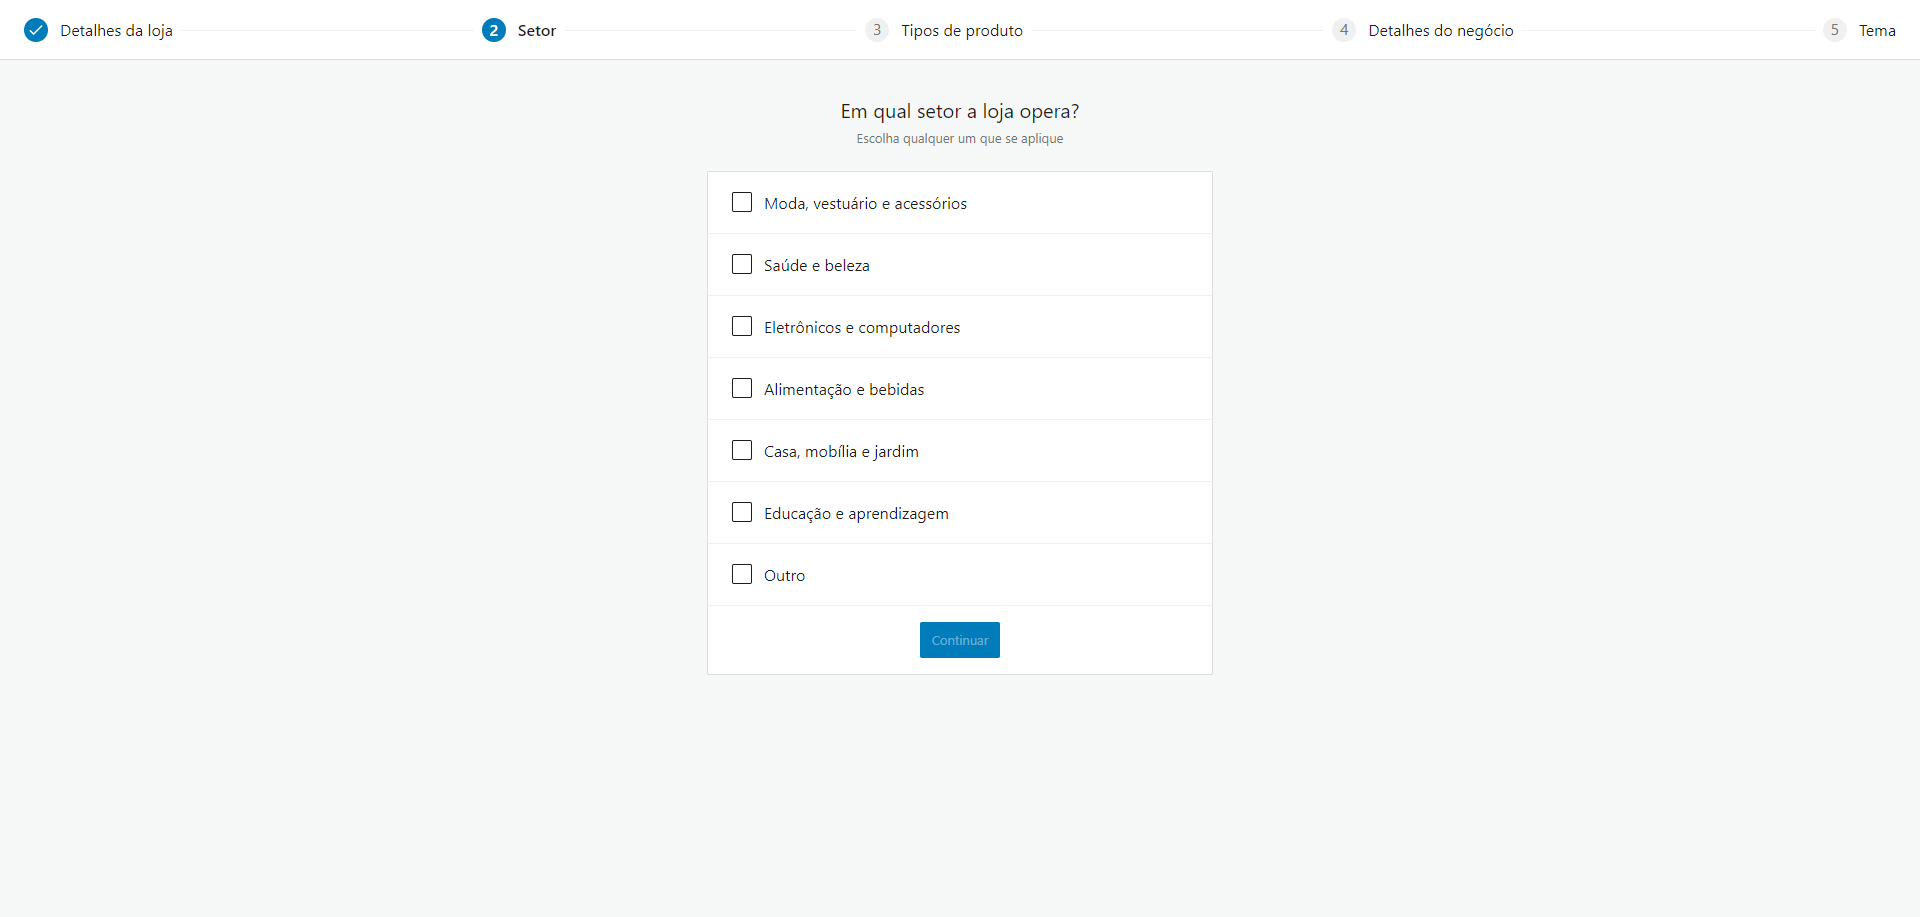 Detalhes da loja
2 Setor
3 Tipos de produto
4 Detalhes do negócio
5 Tema
Em qual setor a loja opera?
Escolha qualquer um que se aplique
Moda, vestuário e acessórios
Saúde e beleza
Eletrônicos e computadores
Alimentação e bebidas
Casa, mobília e jardim
Educação e aprendizagem
Outro
Continuar